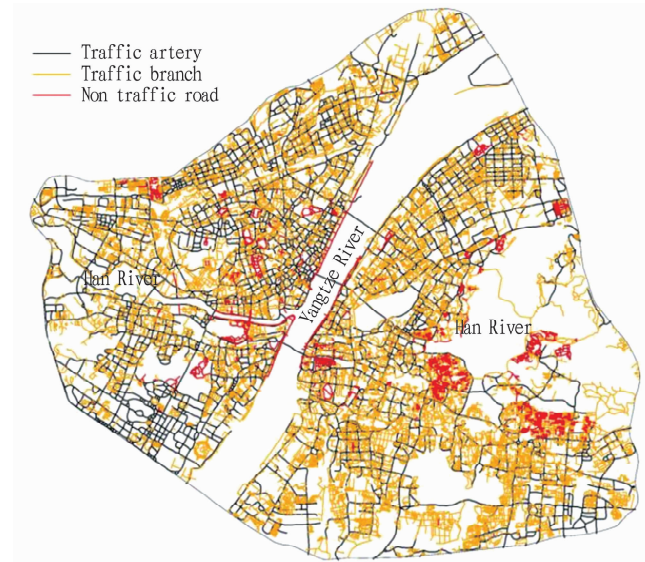 Traffic artery
Traffic branch
Non traffic road
Yangtze River
Han River
Han River